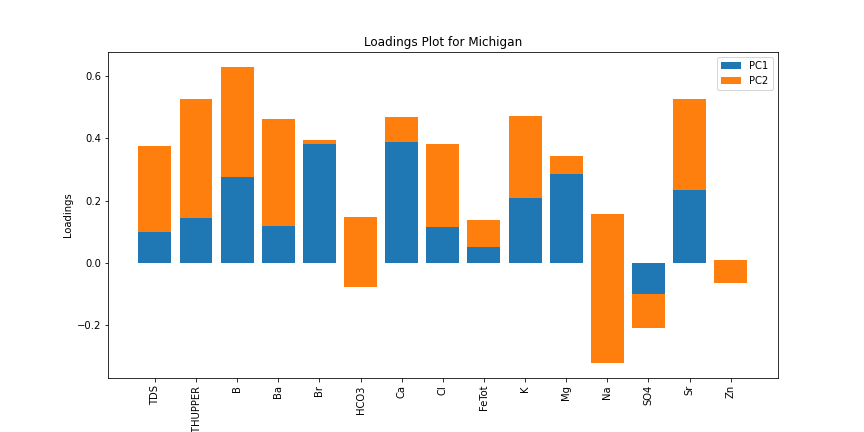 Loadings Plot for Michigan
PC1
PC2
Loadings
0.6
0.4
0.2
0.0
−0.2
TDS
THUPPER
B
Ba
Br
HCO3
Ca
Cl
FeTot
K
Mg
Na
SO4
Sr
Zn